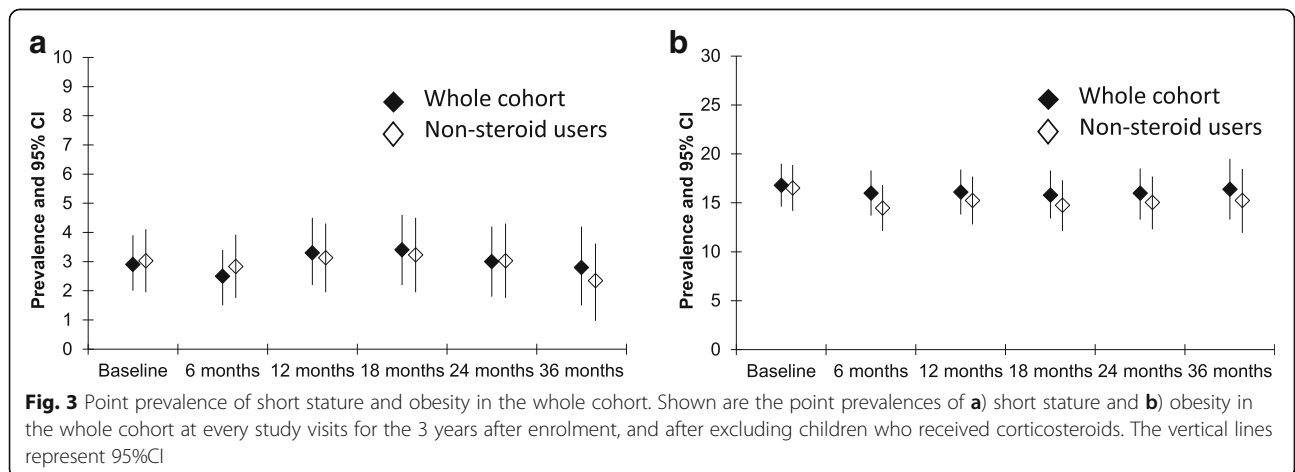 a
10
9
8
7
6
5
4
3
2
1
0
Prevalence and 95% CI
Whole cohort
Non-steroid users
Baseline 6 months 12 months 18 months 24 months 36 months
b
30
25
20
15
10
5
0
Prevalence and 95% CI
Whole cohort
Non-steroid users
Baseline 6 months 12 months 18 months 24 months 36 months
Fig. 3 Point prevalence of short stature and obesity in the whole cohort. Shown are the point prevalences of a) short stature and b) obesity in
the whole cohort at every study visits for the 3 years after enrolment, and after excluding children who received corticosteroids. The vertical lines
represent 95%CI